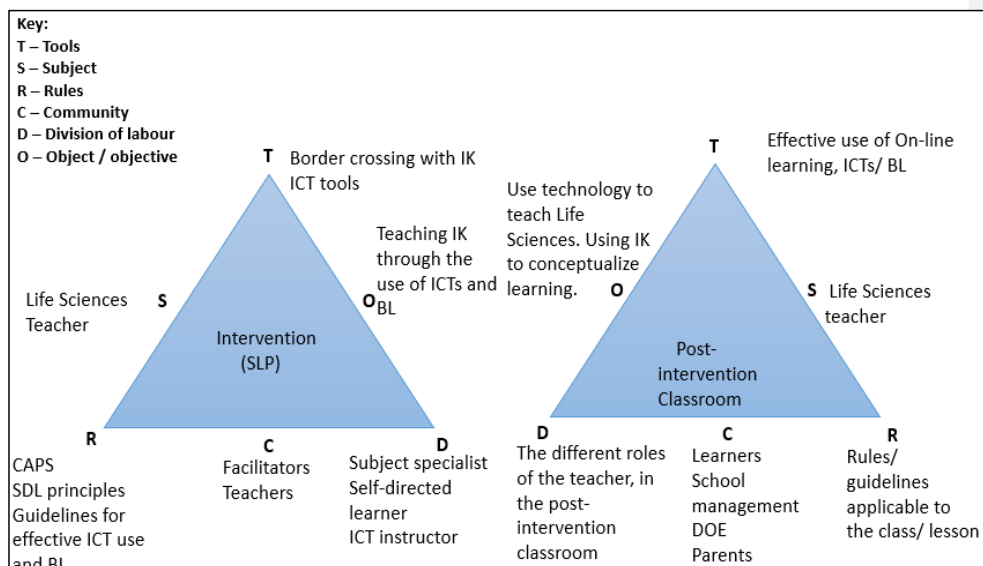 Key:
T – Tools
S – Subject
R – Rules
C – Community
D – Division of labour
O – Object / objective
T
Border crossing with IK
ICT tools
Teaching IK
through the
use of ICTs and
BL
O
S
Life Sciences
Teacher
Intervention
(SLP)
R
C
D
CAPS
SDL principles
Guidelines for
effective ICT use
and BL
Facilitators
Teachers
Subject specialist
Self-directed
learner
ICT instructor
T
Effective use of On-line
learning, ICTs/ BL
Use technology to
teach Life
Sciences. Using IK
to conceptualize
learning.
O
S
Life Sciences
teacher
Post-
intervention
Classroom
D
C
R
The different roles
of the teacher, in
the post-
intervention
classroom
Learners
School
management
DOE
Parents
Rules/
guidelines
applicable to
the class/ lesson